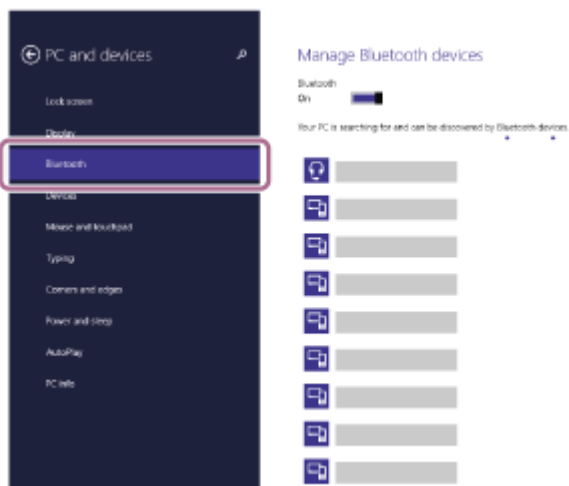 PC and devices
Lock screen
Display
Bluetooth
Devices
Mouse and touchpad
Typing
Corners and edges
Power and sleep
AutoPlay
PC info
Manage Bluetooth devices
Bluetooth
On
Your PC is searching for and can be discovered by Bluetooth devices.